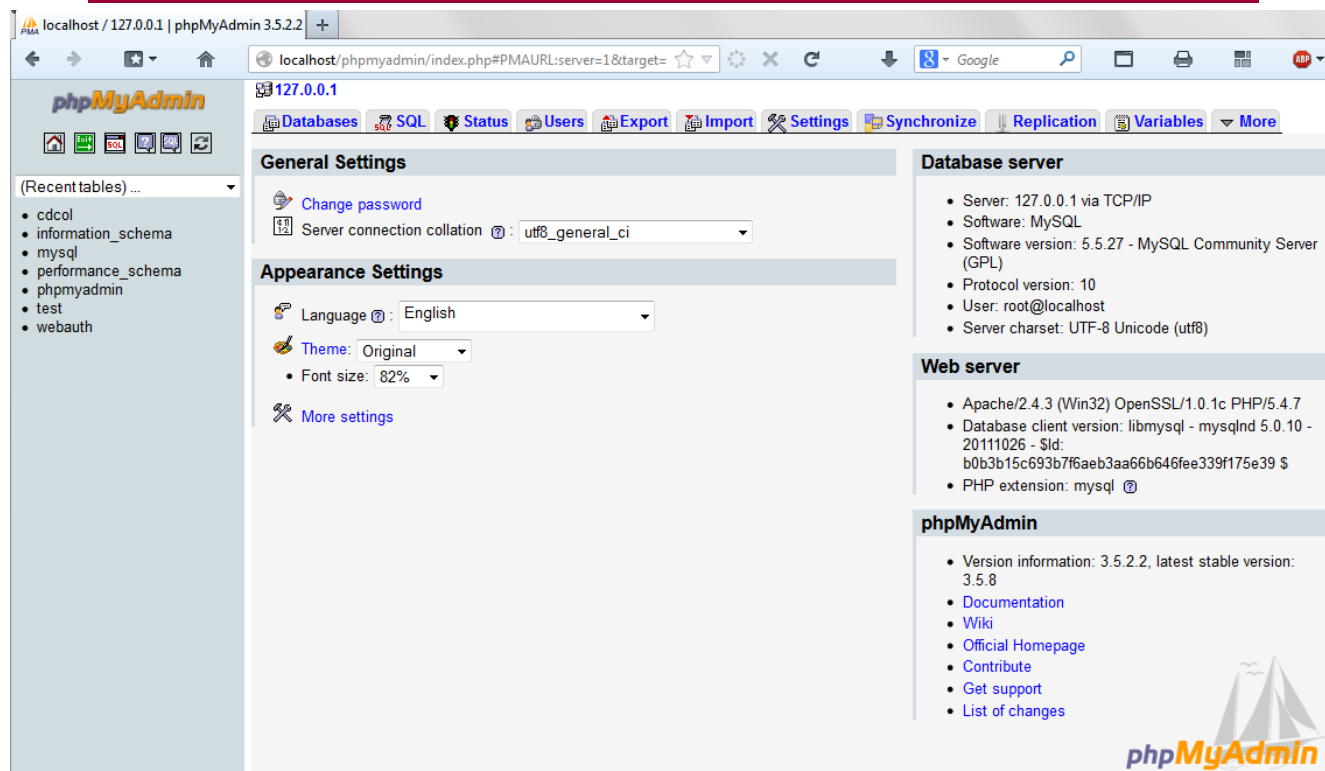 localhost / 127.0.0.1 | phpMyAdmin 3.5.2.2
localhost/phpmyadmin/index.php#PMAURL:server=1&target=
Google
ABP
phpMyAdmin
SQL
(Recent tables) ...
cdcol
information_schema
mysql
performance_schema
phpmyadmin
test
webauth
127.0.0.1
Databases SQL Status Users Export Import Settings Synchronize Replication Variables More
General Settings
Change password
Server connection collation : utf8_general_ci
Appearance Settings
Language : English
Theme: Original
Font size: 82%
More settings
Database server
Server: 127.0.0.1 via TCP/IP
Software: MySQL
Software version: 5.5.27 - MySQL Community Server
(GPL)
Protocol version: 10
User: root@localhost
Server charset: UTF-8 Unicode (utf8)
Web server
Apache/2.4.3 (Win32) OpenSSL/1.0.1c PHP/5.4.7
Database client version: libmysql - mysqlnd 5.0.10 -
20111026 - $Id:
b0b3b15c693b7f6aeb3aa66b646fee339f175e39 $
PHP extension: mysql
phpMyAdmin
Version information: 3.5.2.2, latest stable version:
3.5.8
Documentation
Wiki
Official Homepage
Contribute
Get support
List of changes
phpMyAdmin